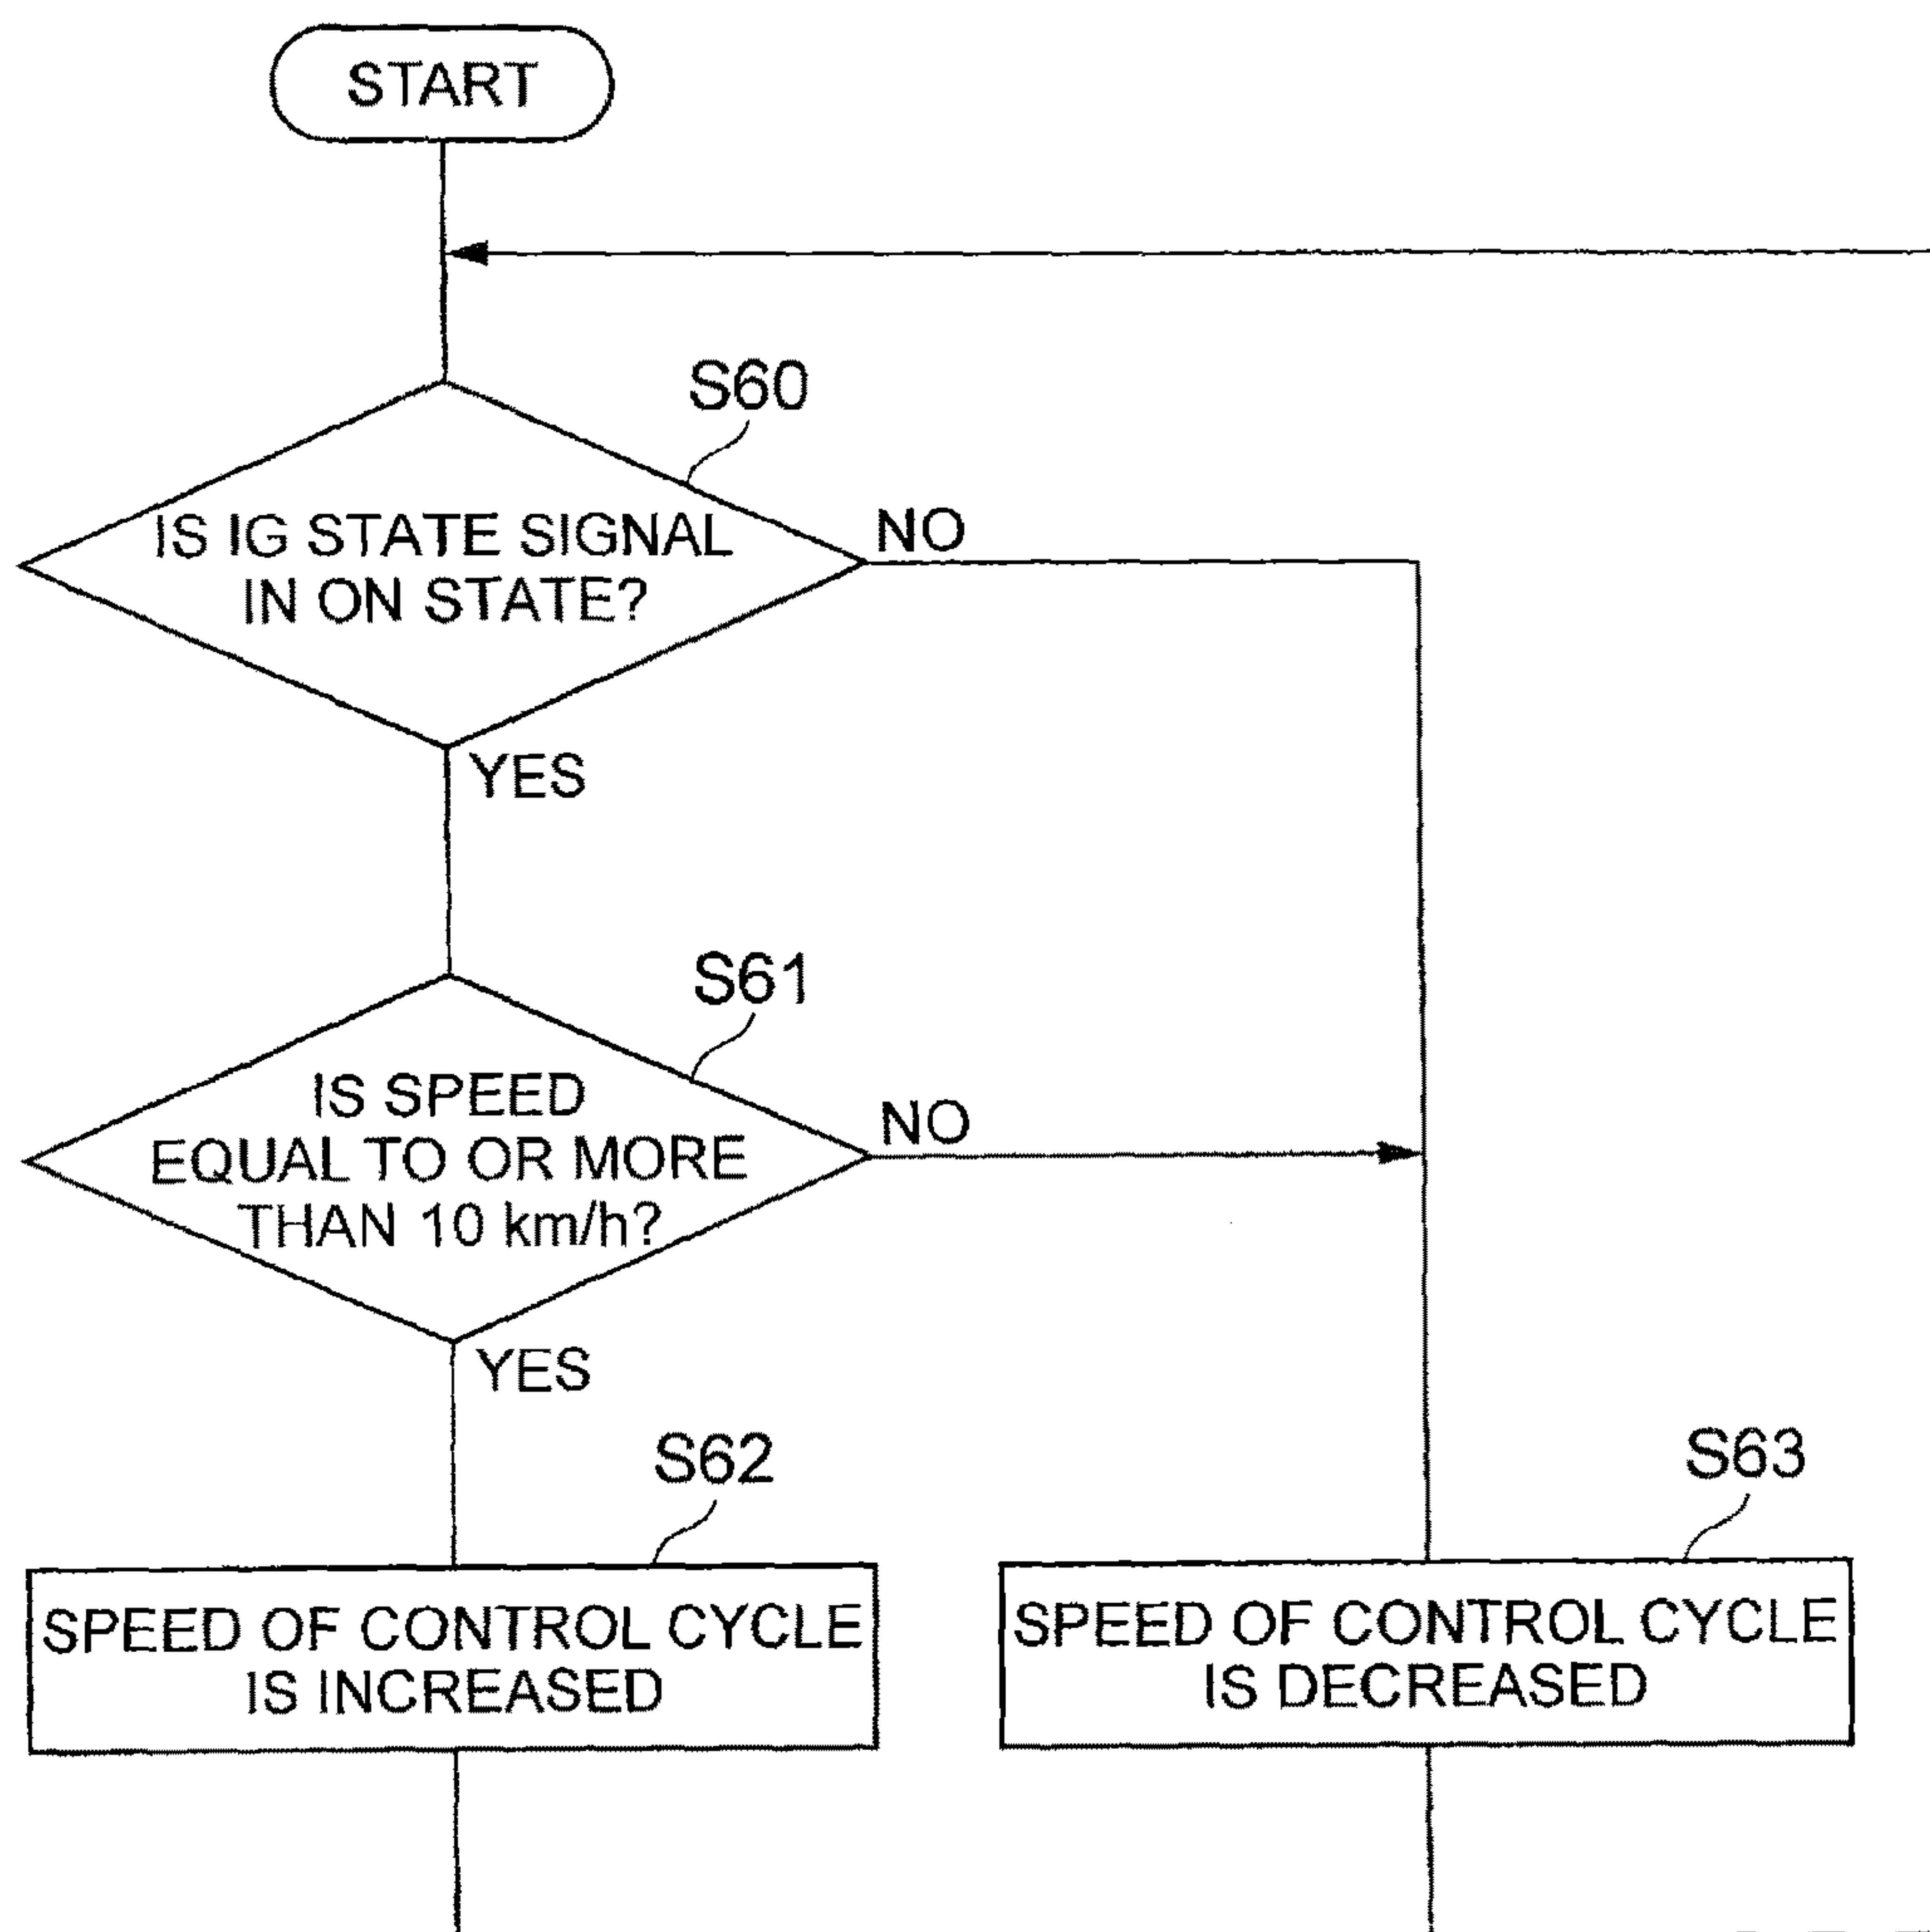 START
S60
IS IG STATE SIGNAL
IN ON STATE?
NO
YES
S61
IS SPEED
EQUAL TO OR MORE
THAN 10 km/h?
NO
YES
S62
SPEED OF CONTROL CYCLE
IS INCREASED
S63
SPEED OF CONTROL CYCLE
IS DECREASED